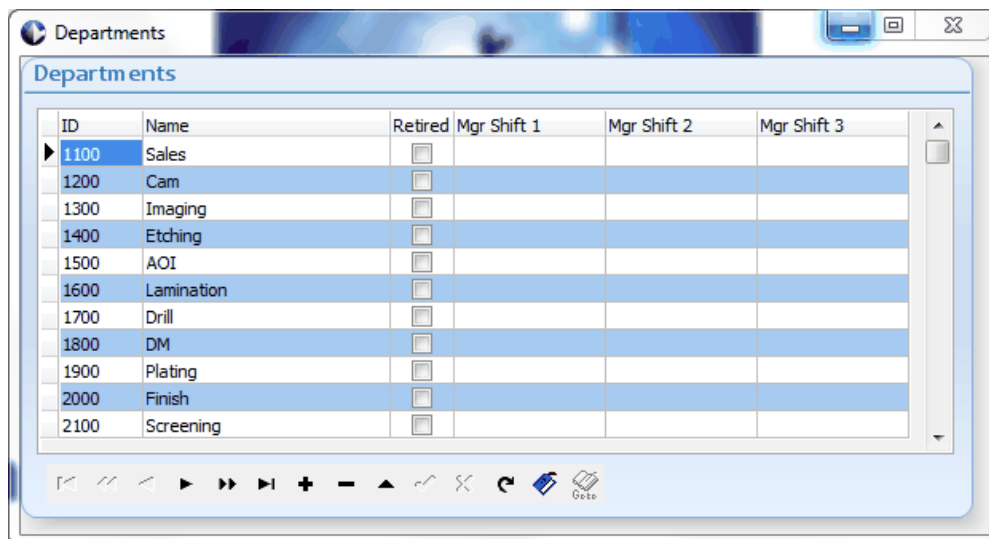 Departments
Departments
ID Name Retired Mgr Shift 1 Mgr Shift 2 Mgr Shift 3
1100 Sales
1200 Cam
1300 Imaging
1400 Etching
1500 AOI
1600 Lamination
1700 Drill
1800 DM
1900 Plating
2000 Finish
2100 Screening
Goto